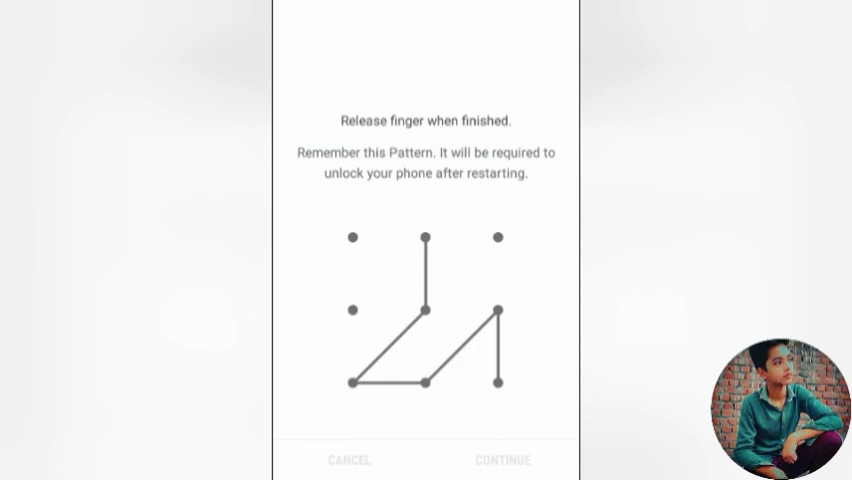 Release finger when finished.
Remember this Pattern. It will be required to
unlock your phone after restarting.
CANCEL CONTINUE